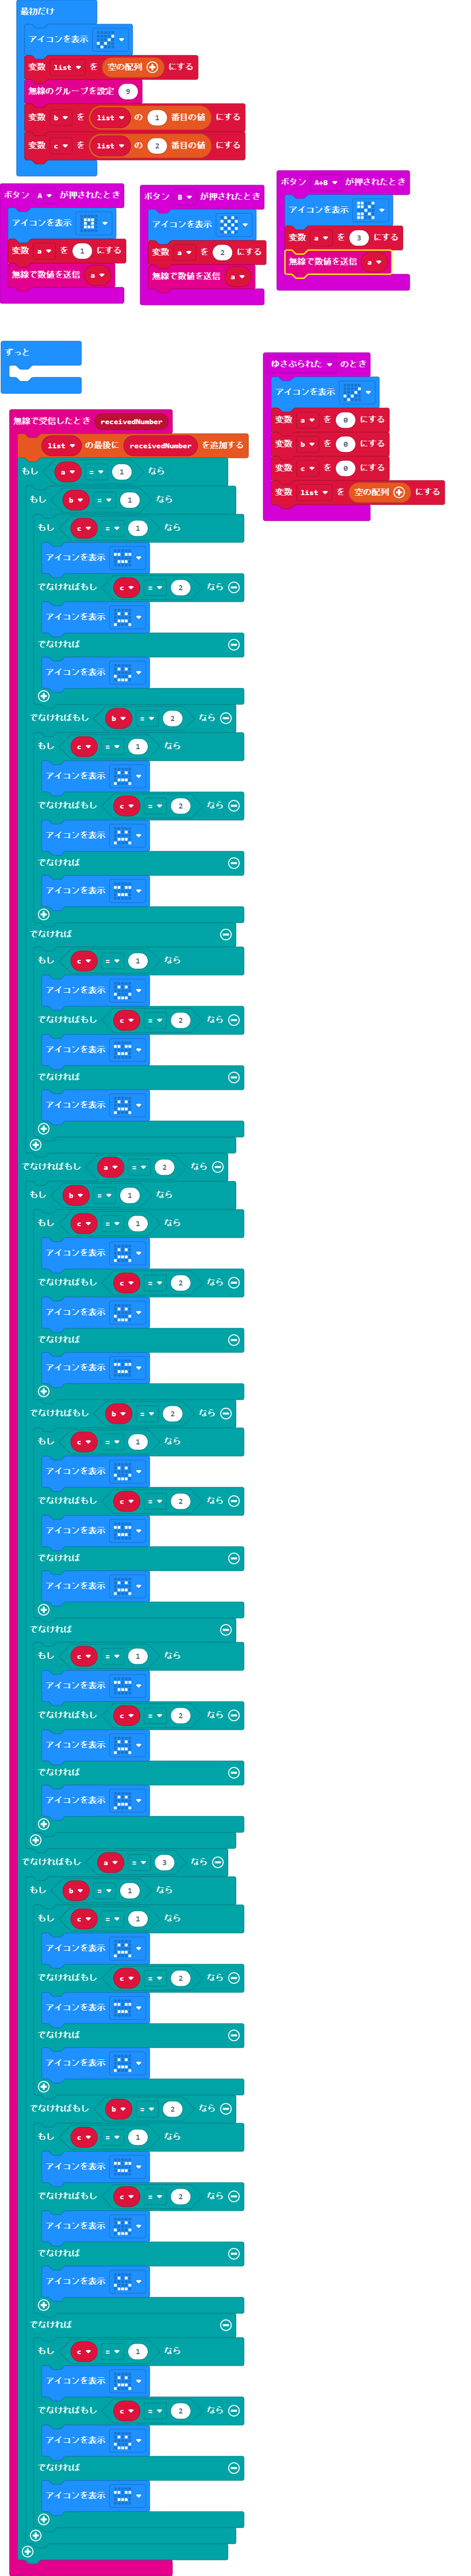 最初だけ
アイコンを表示
変数 list を 空の配列 にする
無線のグループを設定 9
変数 b を list の 1 番目の値 にする
変数 c を list の 2 番目の値 にする
ボタン A が押されたとき
アイコンを表示
変数 a を 1 にする
無線で数値を送信 a
ボタン B が押されたとき
アイコンを表示
変数 a を 2 にする
無線で数値を送信 a
ボタン A+B が押されたとき
アイコンを表示
変数 a を 3 にする
無線で数値を送信 a
ずっと
ゆさぶられた のとき
アイコンを表示
変数 a を 0 にする
変数 b を 0 にする
変数 c を 0 にする
変数 list を 空の配列 にする
無線で受信したとき receivedNumber
list の最後に receivedNumber を追加する
もし a = 1 なら
もし b = 1 なら
もし c = 1 なら
アイコンを表示
でなければもし c = 2 なら
アイコンを表示
でなければ
アイコンを表示
でなければもし b = 2 なら
もし c = 1 なら
アイコンを表示
でなければもし c = 2 なら
アイコンを表示
でなければ
アイコンを表示
でなければ
もし c = 1 なら
アイコンを表示
でなければもし c = 2 なら
アイコンを表示
でなければ
アイコンを表示
でなければもし a = 2 なら
もし b = 1 なら
もし c = 1 なら
アイコンを表示
でなければもし c = 2 なら
アイコンを表示
でなければ
アイコンを表示
でなければもし b = 2 なら
もし c = 1 なら
アイコンを表示
でなければもし c = 2 なら
アイコンを表示
でなければ
アイコンを表示
でなければ
もし c = 1 なら
アイコンを表示
でなければもし c = 2 なら
アイコンを表示
でなければ
アイコンを表示
でなければもし a = 3 なら
もし b = 1 なら
もし c = 1 なら
アイコンを表示
でなければもし c = 2 なら
アイコンを表示
でなければ
アイコンを表示
でなければもし b = 2 なら
もし c = 1 なら
アイコンを表示
でなければもし c = 2 なら
アイコンを表示
でなければ
アイコンを表示
でなければ
もし c = 1 なら
アイコンを表示
でなければもし c = 2 なら
アイコンを表示
でなければ
アイコンを表示